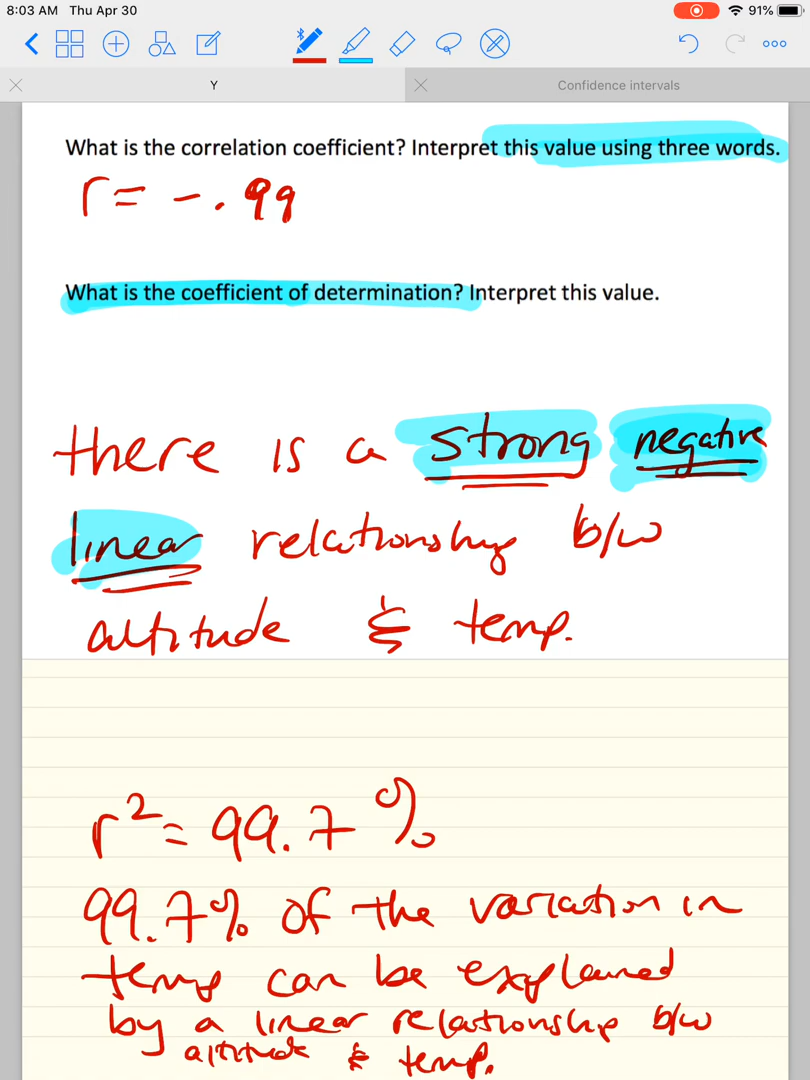 8:03 AM Thu Apr 30 91%
Y Confidence intervals
What is the correlation coefficient? Interpret this value using three words.
r = -.99
What is the coefficient of determination? Interpret this value.
there is a strong negative
linear relationship b/w
altitude & temp.
r² = 99.7%
99.7% of the variation in
temp can be explained
by a linear relationship b/w
altitude & temp.